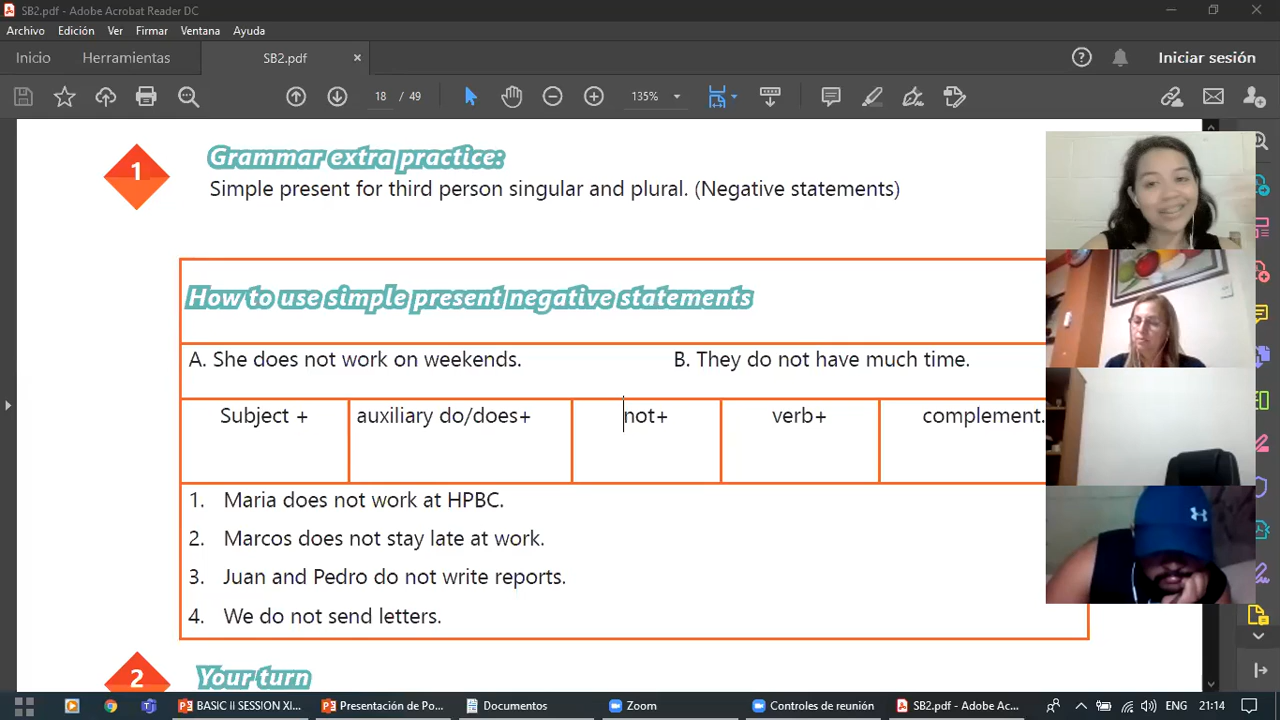 SB2.pdf - Adobe Acrobat Reader DC
Archivo Edición Ver Firmar Ventana Ayuda
Inicio Herramientas SB2.pdf × Iniciar sesión
18 / 49 135%
1 Grammar extra practice:
Simple present for third person singular and plural. (Negative statements)
How to use simple present negative statements
A. She does not work on weekends. B. They do not have much time.
Subject + auxiliary do/does+ not+ verb+ complement.
1. Maria does not work at HPBC.
2. Marcos does not stay late at work.
3. Juan and Pedro do not write reports.
4. We do not send letters.
2 Your turn
BASIC ii SESSION XI... Presentación de Po... Documentos Zoom Controles de reunión SB2.pdf - Adobe Ac... ENG 21:14